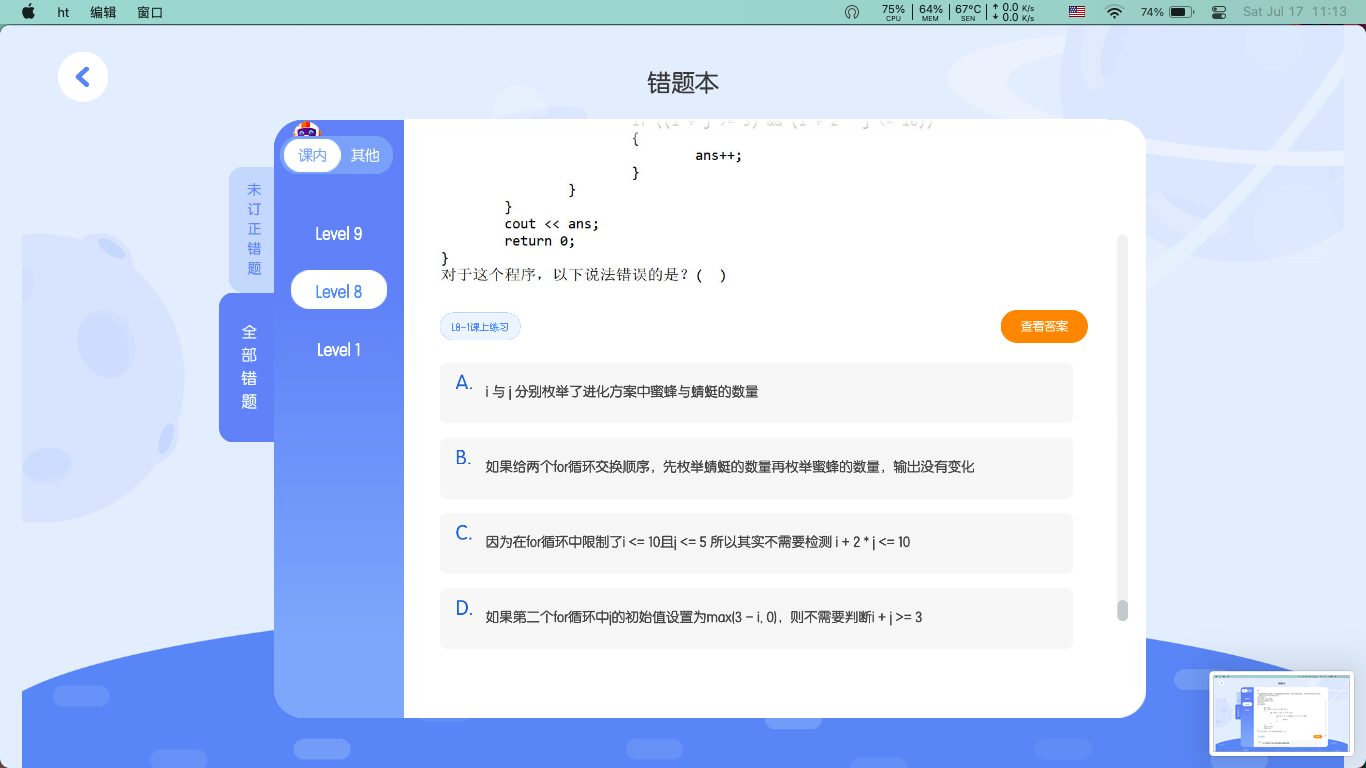 ht 编辑 窗口 75% CPU 64% MEM 67°C SEN 0.0 K/s 0.0 K/s 74% Sat Jul 17 11:13
错题本
if ((i + j >= 3) && (i + 2 * j <= 10))
{
ans++;
}
}
}
cout << ans;
return 0;
}
对于这个程序，以下说法错误的是？( )
课内 其他
未订正错题
全部错题
Level 9
Level 8
Level 1
L8-1课上练习
查看答案
A. i 与 j 分别枚举了进化方案中蜜蜂与蜻蜓的数量
B. 如果给两个for循环交换顺序，先枚举蜻蜓的数量再枚举蜜蜂的数量，输出没有变化
C. 因为在for循环中限制了i <= 10且j <= 5 所以其实不需要检测 i + 2 * j <= 10
D. 如果第二个for循环中j的初始值设置为max(3 - i, 0)，则不需要判断i + j >= 3